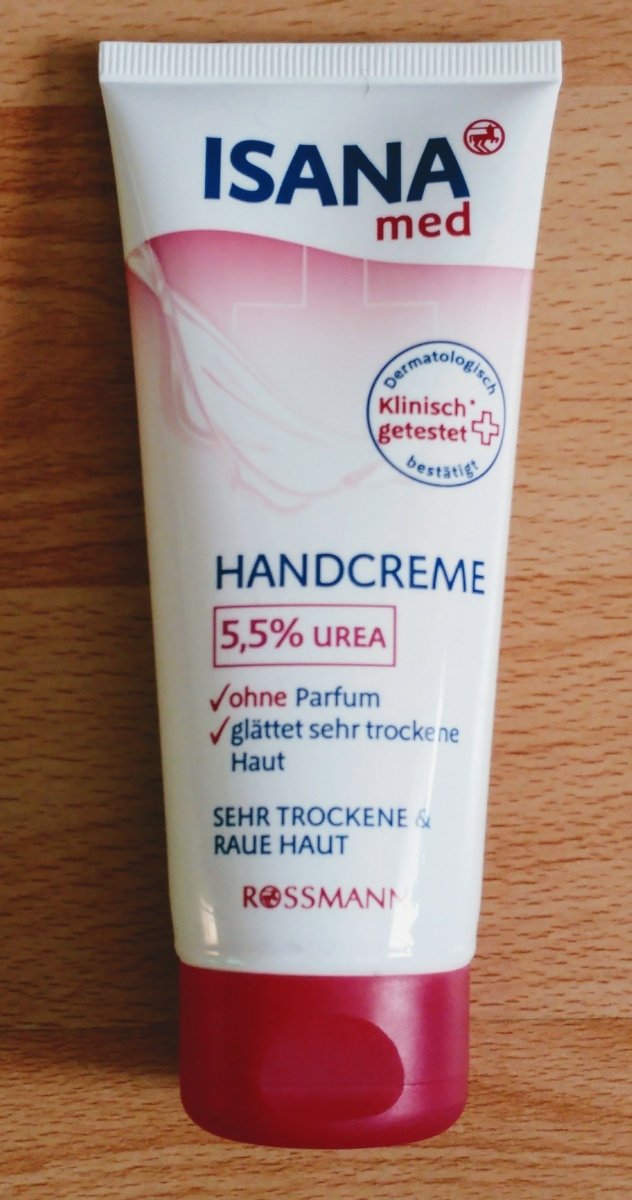 ISANA
med
Dermatologisch
Klinisch*
getestet
bestätigt
HANDCREME
5,5% UREA
ohne Parfum
glättet sehr trockene
Haut
SEHR TROCKENE &
RAUE HAUT
ROSSMANN